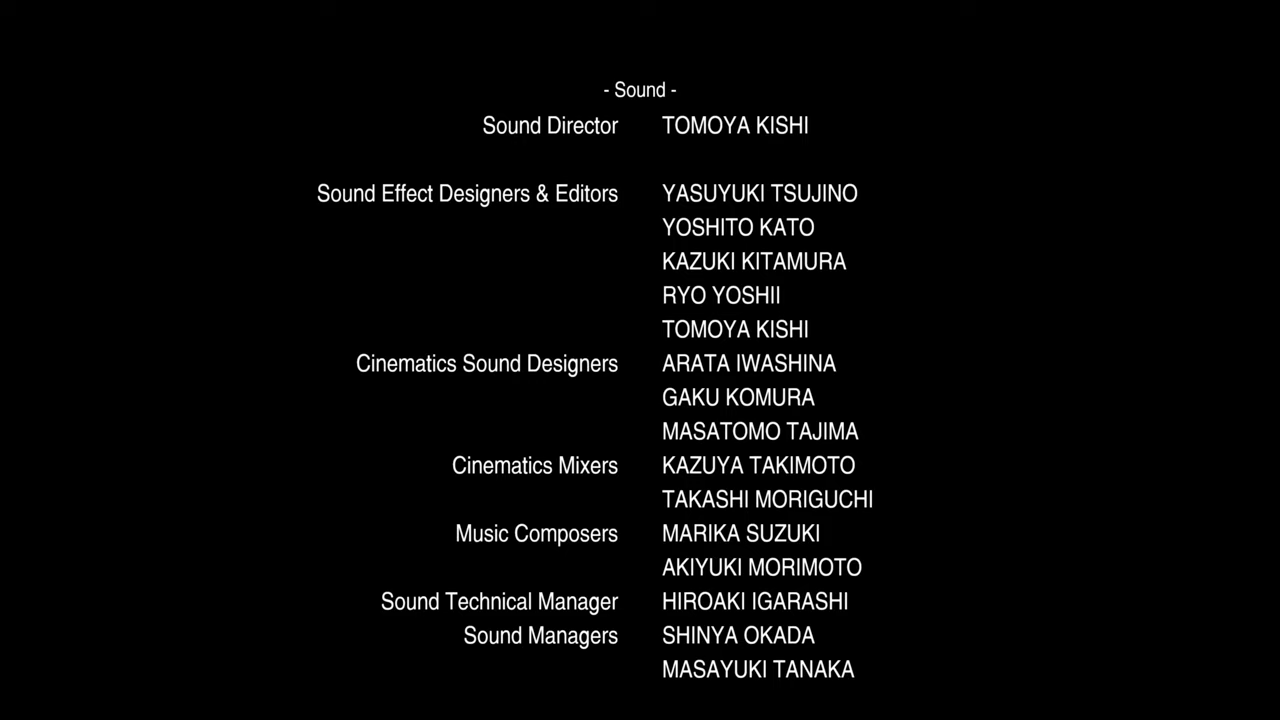 - Sound -
Sound Director TOMOYA KISHI
Sound Effect Designers & Editors YASUYUKI TSUJINO
YOSHITO KATO
KAZUKI KITAMURA
RYO YOSHII
TOMOYA KISHI
Cinematics Sound Designers ARATA IWASHINA
GAKU KOMURA
MASATOMO TAJIMA
Cinematics Mixers KAZUYA TAKIMOTO
TAKASHI MORIGUCHI
Music Composers MARIKA SUZUKI
AKIYUKI MORIMOTO
Sound Technical Manager HIROAKI IGARASHI
Sound Managers SHINYA OKADA
MASAYUKI TANAKA